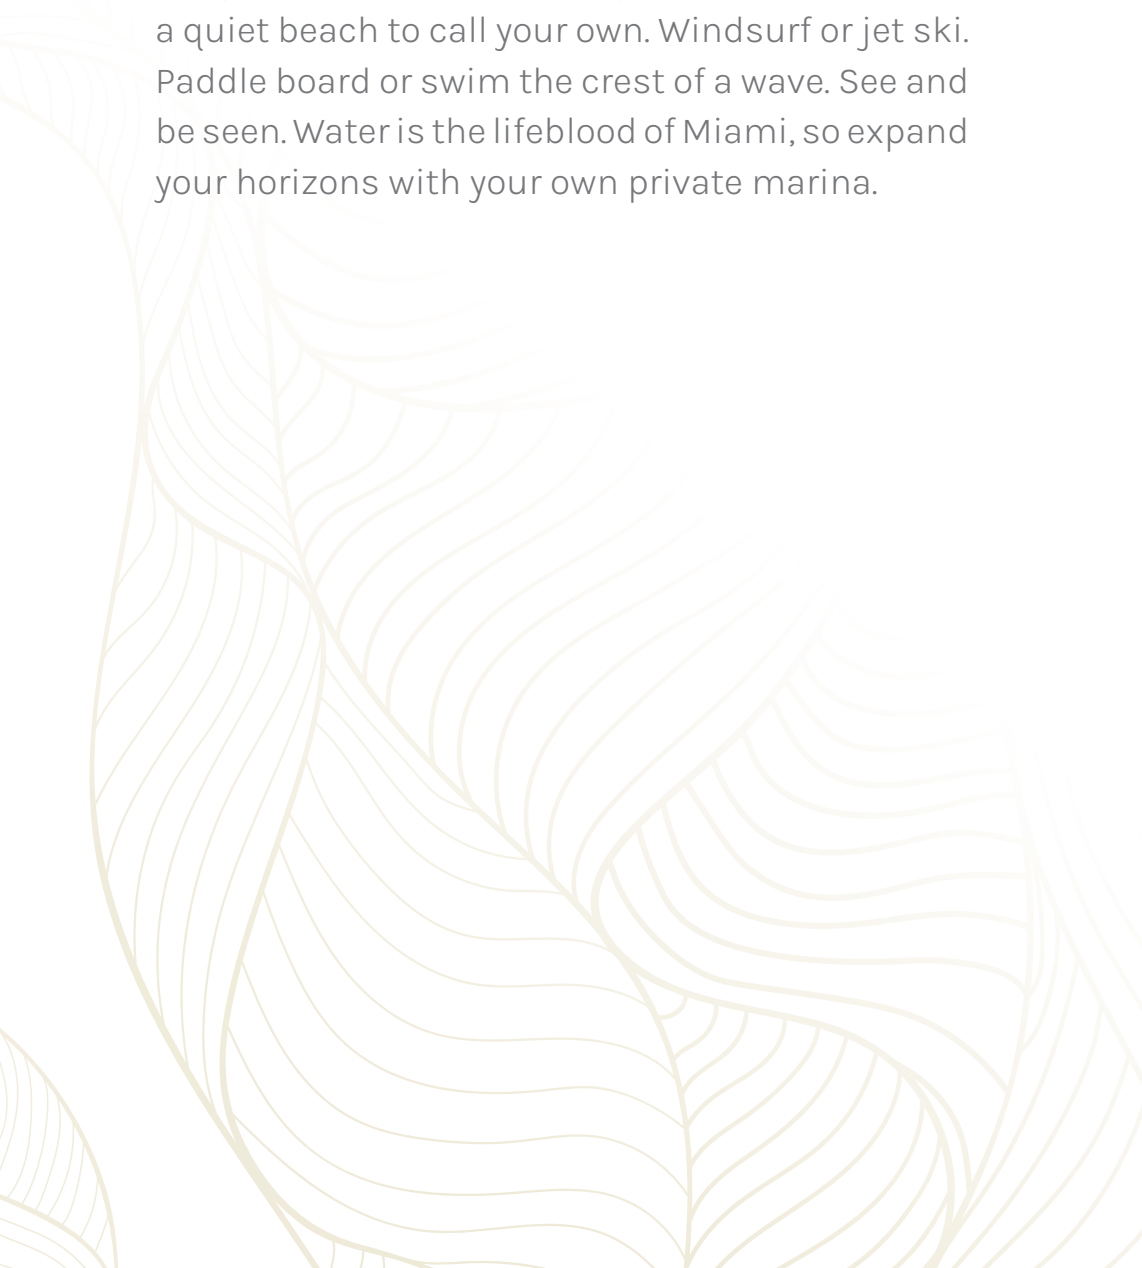 a quiet beach to call your own. Windsurf or jet ski.
Paddle board or swim the crest of a wave. See and
be seen. Water is the lifeblood of Miami, so expand
your horizons with your own private marina.